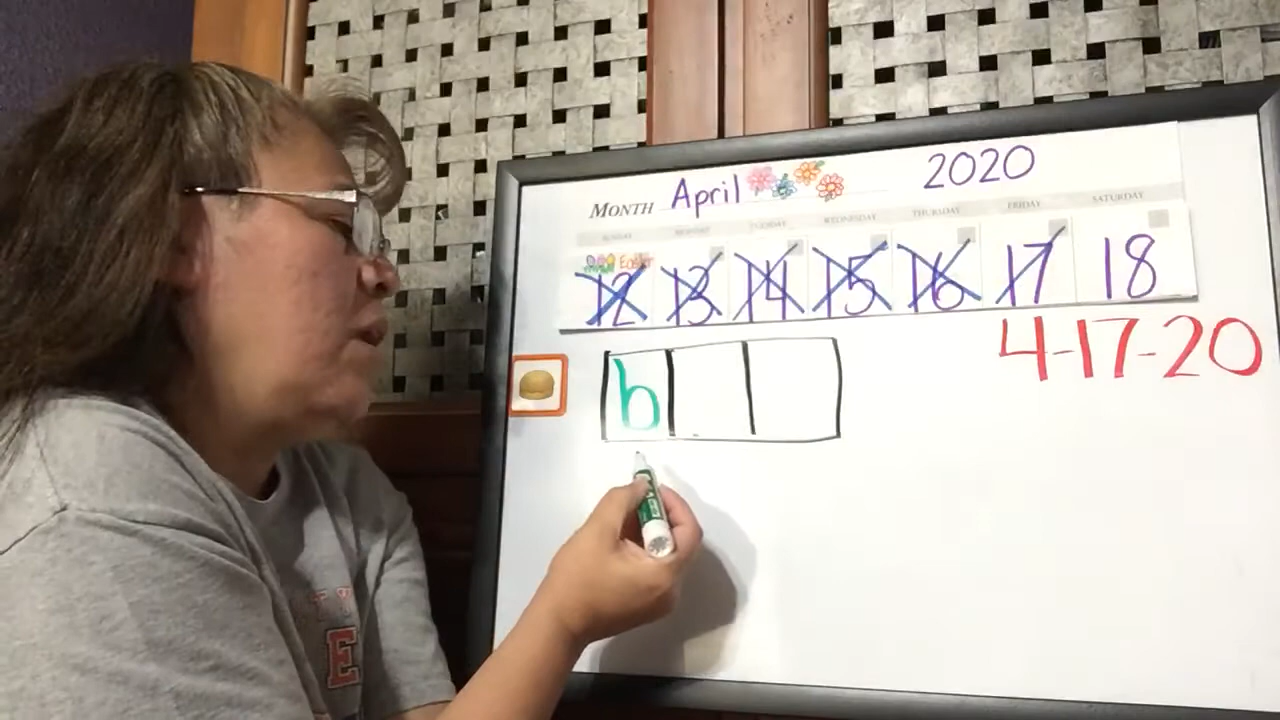 MONTH April 2020
SUNDAY MONDAY TUESDAY WEDNESDAY THURSDAY FRIDAY SATURDAY
Easter
12 13 14 15 16 17 18
4-17-20
b
E